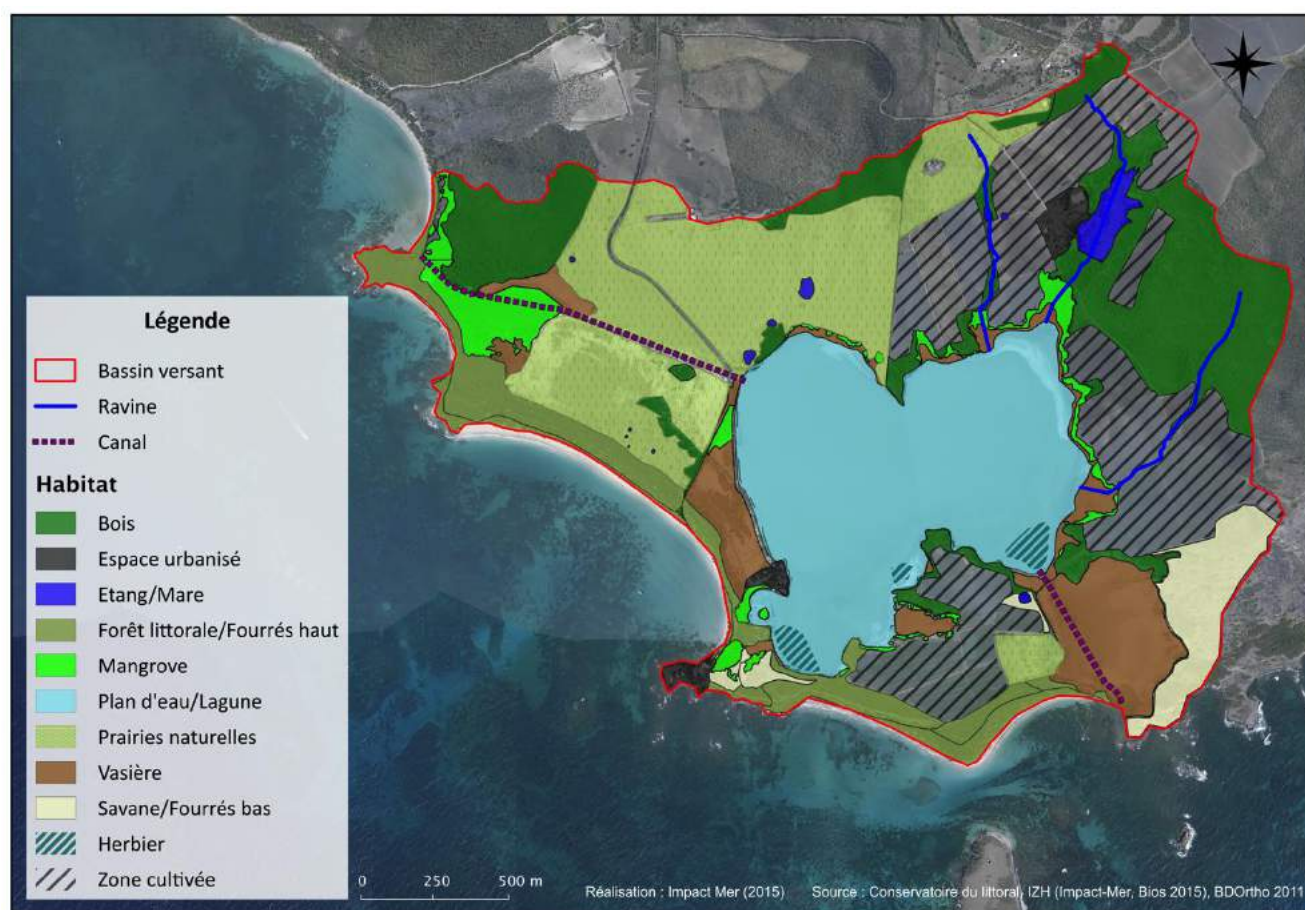 Légende
Bassin versant
Ravine
Canal
Habitat
Bois
Espace urbanisé
Etang/Mare
Forêt littorale/Fourrés haut
Mangrove
Plan d'eau/Lagune
Prairies naturelles
Vasière
Savane/Fourrés bas
Herbier
Zone cultivée
0 250 500 m
Réalisation : Impact Mer (2015) Source : Conservatoire du littoral, IZH (Impact-Mer, Bios 2015), BDOrtho 2011